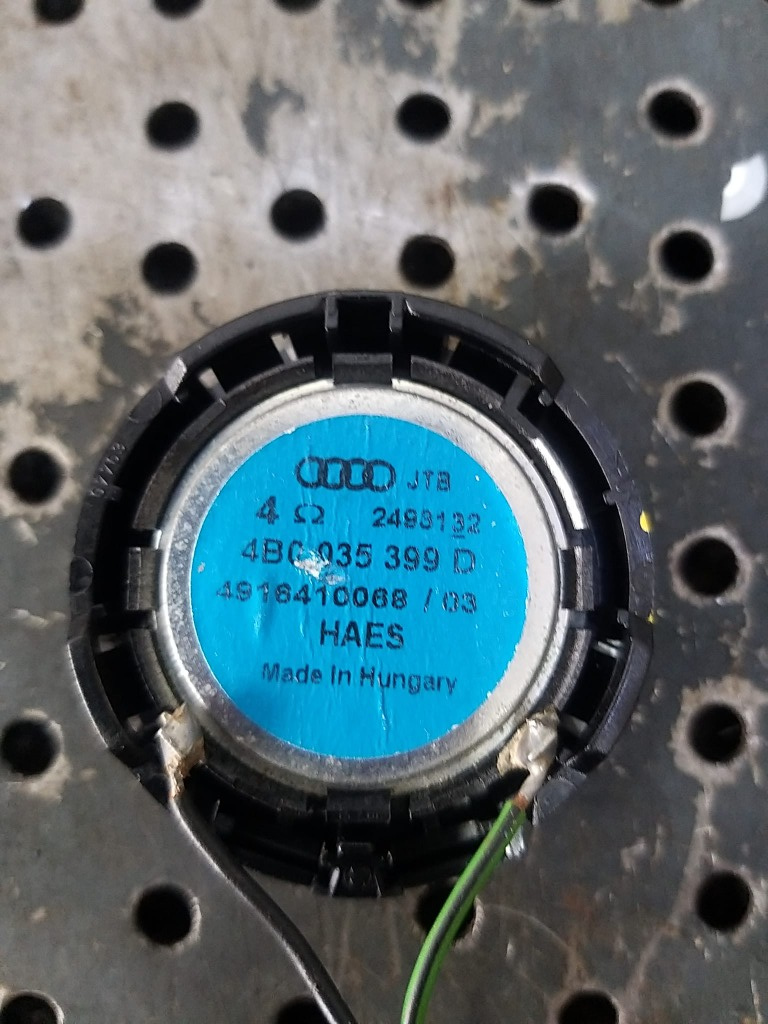 JTB
4 Ω 2493132
4B0 035 399 D
4916410068 / 03
HAES
Made in Hungary